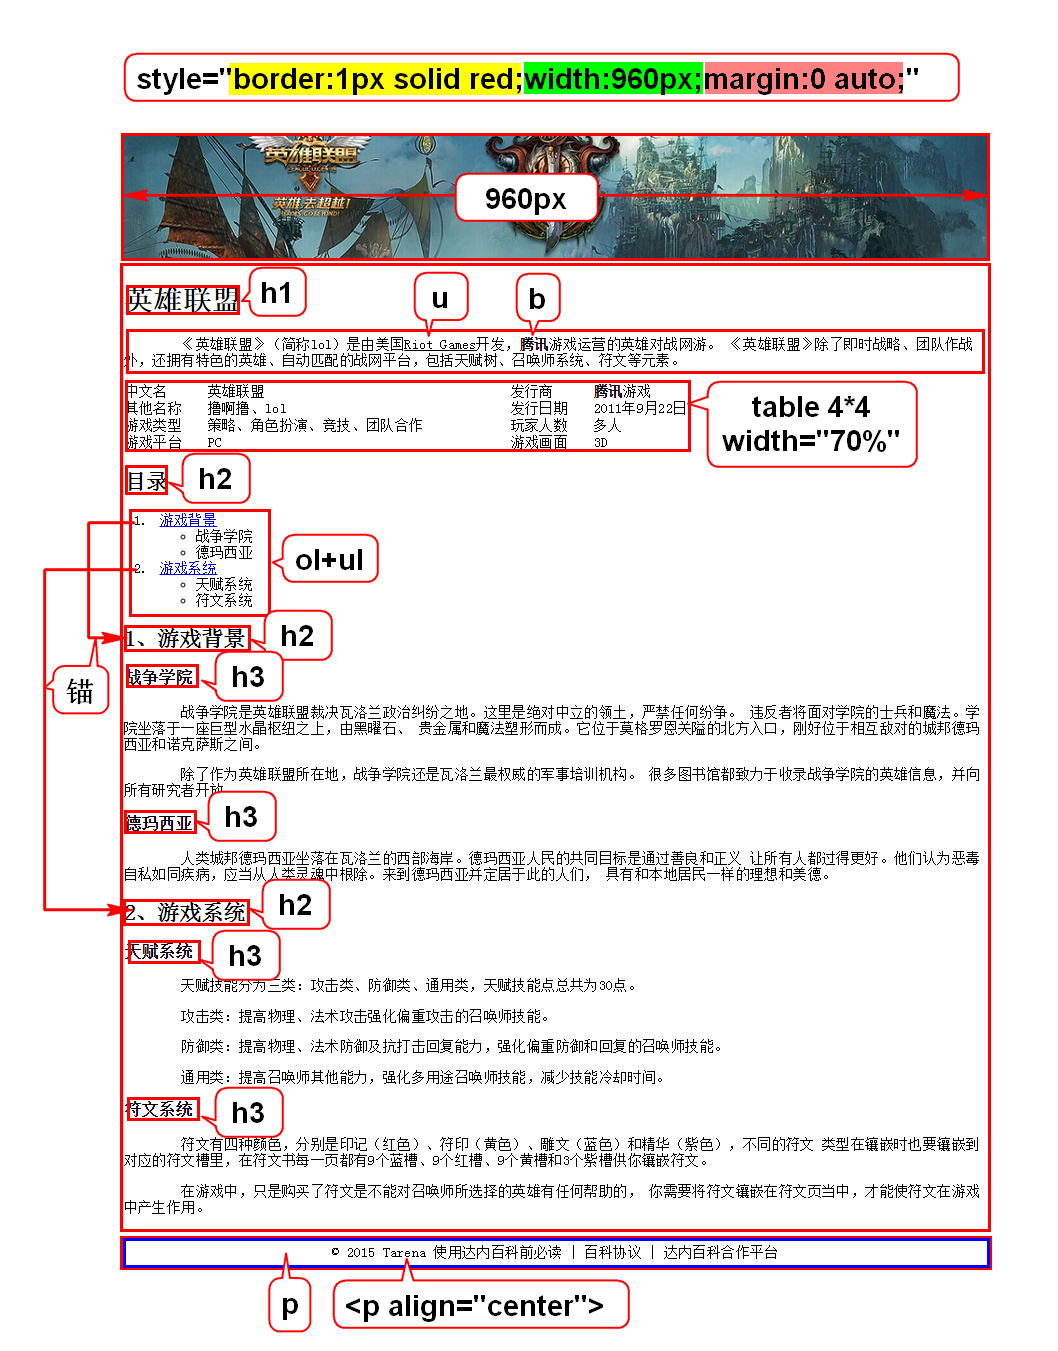 style="border:1px solid red;width:960px;margin:0 auto;"
英雄联盟
英雄,去超越!
960px
英雄联盟
h1
u
b
《英雄联盟》（简称lol）是由美国Riot Games开发，腾讯游戏运营的英雄对战网游。 《英雄联盟》除了即时战略、团队作战
外，还拥有特色的英雄、自动匹配的战网平台，包括天赋树、召唤师系统、符文等元素。
中文名 英雄联盟 发行商 腾讯游戏
其他名称 撸啊撸、lol 发行日期 2011年9月22日
游戏类型 策略、角色扮演、竞技、团队合作 玩家人数 多人
游戏平台 PC 游戏画面 3D
table 4*4
width="70%"
目录
h2
1. 游戏背景
○ 战争学院
○ 德玛西亚
2. 游戏系统
○ 天赋系统
○ 符文系统
ol+ul
1、游戏背景
h2
锚
战争学院
h3
战争学院是英雄联盟裁决瓦洛兰政治纠纷之地。这里是绝对中立的领土，严禁任何纷争。 违反者将面对学院的士兵和魔法。学
院坐落于一座巨型水晶枢纽之上，由黑曜石、 贵金属和魔法塑形而成。它位于莫格罗恩关隘的北方入口，刚好位于相互敌对的城邦德玛
西亚和诺克萨斯之间。
除了作为英雄联盟所在地，战争学院还是瓦洛兰最权威的军事培训机构。 很多图书馆都致力于收录战争学院的英雄信息，并向
所有研究者开放
德玛西亚
h3
人类城邦德玛西亚坐落在瓦洛兰的西部海岸。德玛西亚人民的共同目标是通过善良和正义 让所有人都过得更好。他们认为恶毒
自私如同疾病，应当从人类灵魂中根除。来到德玛西亚并定居于此的人们， 具有和本地居民一样的理想和美德。
2、游戏系统
h2
天赋系统
h3
天赋技能分为三类：攻击类、防御类、通用类，天赋技能点总共为30点。
攻击类：提高物理、法术攻击强化偏重攻击的召唤师技能。
防御类：提高物理、法术防御及抗打击回复能力，强化偏重防御和回复的召唤师技能。
通用类：提高召唤师其他能力，强化多用途召唤师技能，减少技能冷却时间。
符文系统
h3
符文有四种颜色，分别是印记（红色）、符印（黄色）、雕文（蓝色）和精华（紫色），不同的符文 类型在镶嵌时也要镶嵌到
对应的符文槽里，在符文书每一页都有9个蓝槽、9个红槽、9个黄槽和3个紫槽供你镶嵌符文。
在游戏中，只是购买了符文是不能对召唤师所选择的英雄有任何帮助的， 你需要将符文镶嵌在符文页当中，才能使符文在游戏
中产生作用。
© 2015 Tarena 使用达内百科前必读 | 百科协议 | 达内百科合作平台
p
<p align="center">